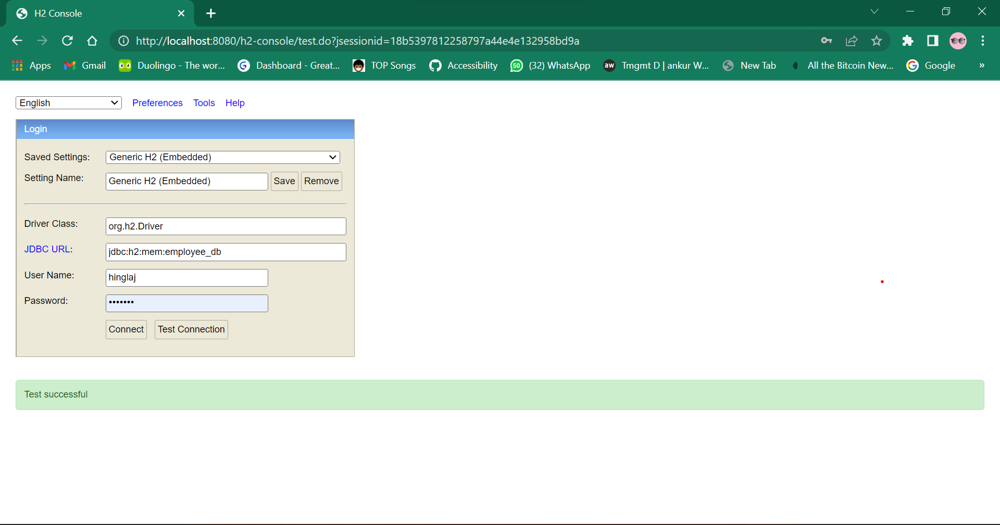 H2 Console
http://localhost:8080/h2-console/test.do?jsessionid=18b5397812258797a44e4e132958bd9a
Apps Gmail Duolingo - The wor... Dashboard - Great... TOP Songs Accessibility 50 (32) WhatsApp aw Tmgmt D | ankur W... New Tab All the Bitcoin New... Google »
English Preferences Tools Help
Login
Saved Settings: Generic H2 (Embedded)
Setting Name: Generic H2 (Embedded) Save Remove
Driver Class: org.h2.Driver
JDBC URL: jdbc:h2:mem:employee_db
User Name: hinglaj
Password: •••••••
Connect Test Connection
Test successful